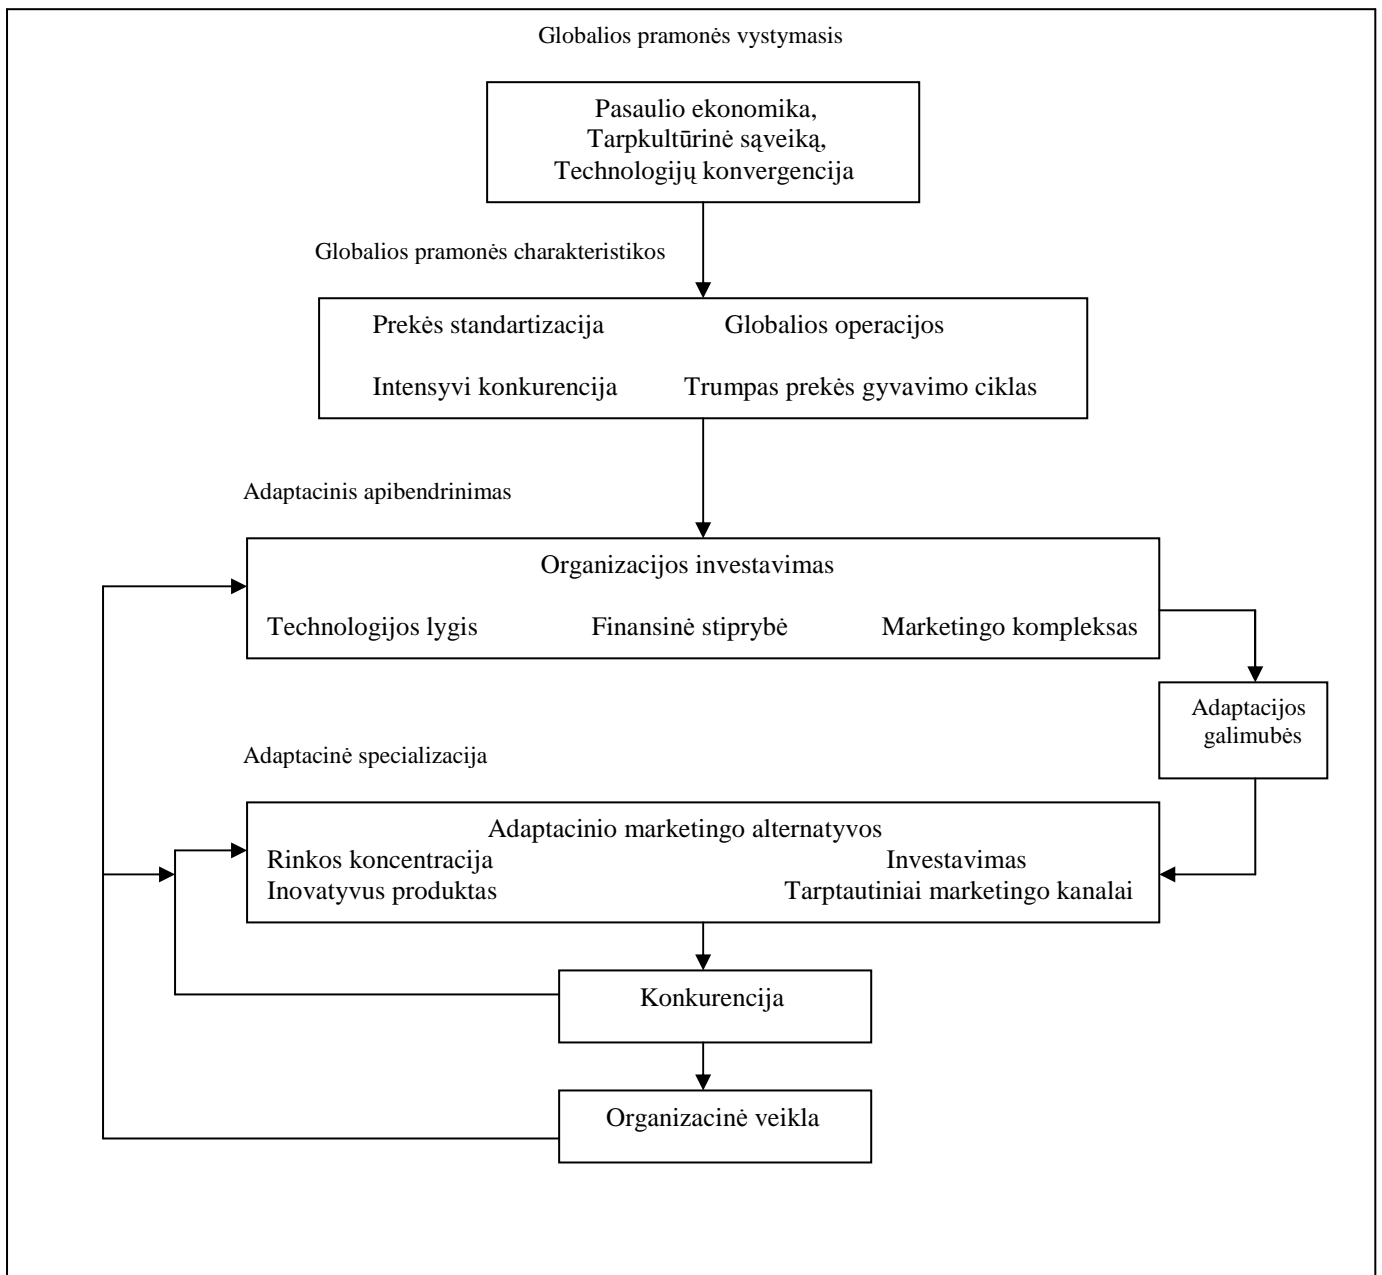 Globalios pramonės vystymasis
Pasaulio ekonomika,
Tarpkultūrinė sąveiką,
Technologijų konvergencija
Globalios pramonės charakteristikos
Prekės standartizacija Globalios operacijos
Intensyvi konkurencija Trumpas prekės gyvavimo ciklas
Adaptacinis apibendrinimas
Organizacijos investavimas
Technologijos lygis Finansinė stiprybė Marketingo kompleksas
Adaptacijos
galimubės
Adaptacinė specializacija
Adaptacinio marketingo alternatyvos
Rinkos koncentracija Investavimas
Inovatyvus produktas Tarptautiniai marketingo kanalai
Konkurencija
Organizacinė veikla